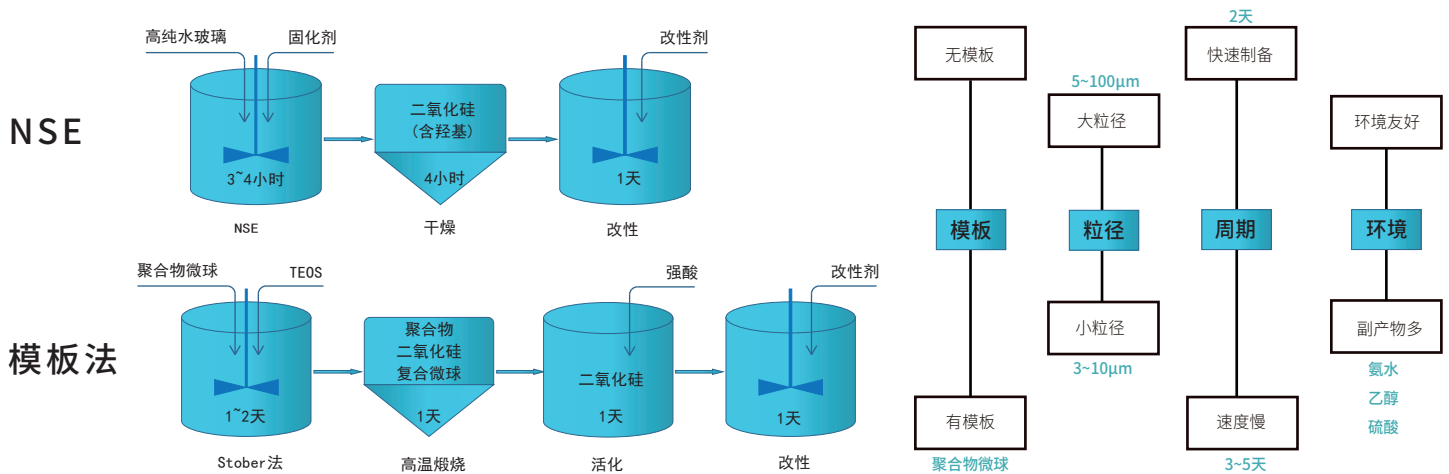 NSE
高纯水玻璃
固化剂
3~4小时
NSE
二氧化硅
(含羟基)
4小时
干燥
改性剂
1天
改性
模板法
聚合物微球
TEOS
1~2天
Stober法
聚合物
二氧化硅
复合微球
1天
高温煅烧
强酸
二氧化硅
1天
活化
改性剂
1天
改性
无模板
模板
有模板
聚合物微球
5~100μm
大粒径
粒径
小粒径
3~10μm
2天
快速制备
周期
速度慢
3~5天
环境友好
环境
副产物多
氨水
乙醇
硫酸